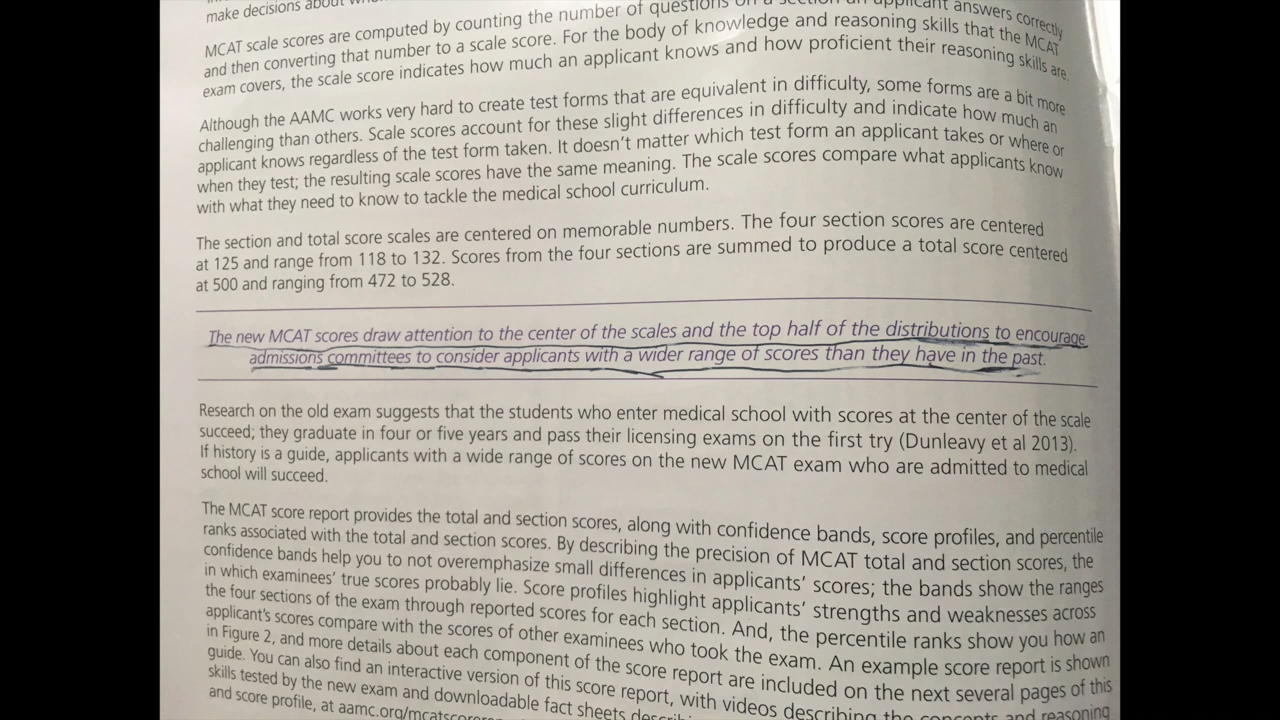 make decisions about
MCAT scale scores are computed by counting the number of questions on a section an applicant answers correctly
and then converting that number to a scale score. For the body of knowledge and reasoning skills that the MCAT
exam covers, the scale score indicates how much an applicant knows and how proficient their reasoning skills are.
Although the AAMC works very hard to create test forms that are equivalent in difficulty, some forms are a bit more
challenging than others. Scale scores account for these slight differences in difficulty and indicate how much an
applicant knows regardless of the test form taken. It doesn't matter which test form an applicant takes or where or
when they test; the resulting scale scores have the same meaning. The scale scores compare what applicants know
with what they need to know to tackle the medical school curriculum.
The section and total score scales are centered on memorable numbers. The four section scores are centered
at 125 and range from 118 to 132. Scores from the four sections are summed to produce a total score centered
at 500 and ranging from 472 to 528.
The new MCAT scores draw attention to the center of the scales and the top half of the distributions to encourage
admissions committees to consider applicants with a wider range of scores than they have in the past.
Research on the old exam suggests that the students who enter medical school with scores at the center of the scale
succeed; they graduate in four or five years and pass their licensing exams on the first try (Dunleavy et al 2013).
If history is a guide, applicants with a wide range of scores on the new MCAT exam who are admitted to medical
school will succeed.
The MCAT score report provides the total and section scores, along with confidence bands, score profiles, and percentile
ranks associated with the total and section scores. By describing the precision of MCAT total and section scores, the
confidence bands help you to not overemphasize small differences in applicants' scores; the bands show the ranges
in which examinees' true scores probably lie. Score profiles highlight applicants' strengths and weaknesses across
the four sections of the exam through reported scores for each section. And, the percentile ranks show you how an
applicant's scores compare with the scores of other examinees who took the exam. An example score report is shown
in Figure 2, and more details about each component of the score report are included on the next several pages of this
guide. You can also find an interactive version of this score report, with videos describing the concepts and reasoning
skills tested by the new exam and downloadable fact sheets
and score profile, at